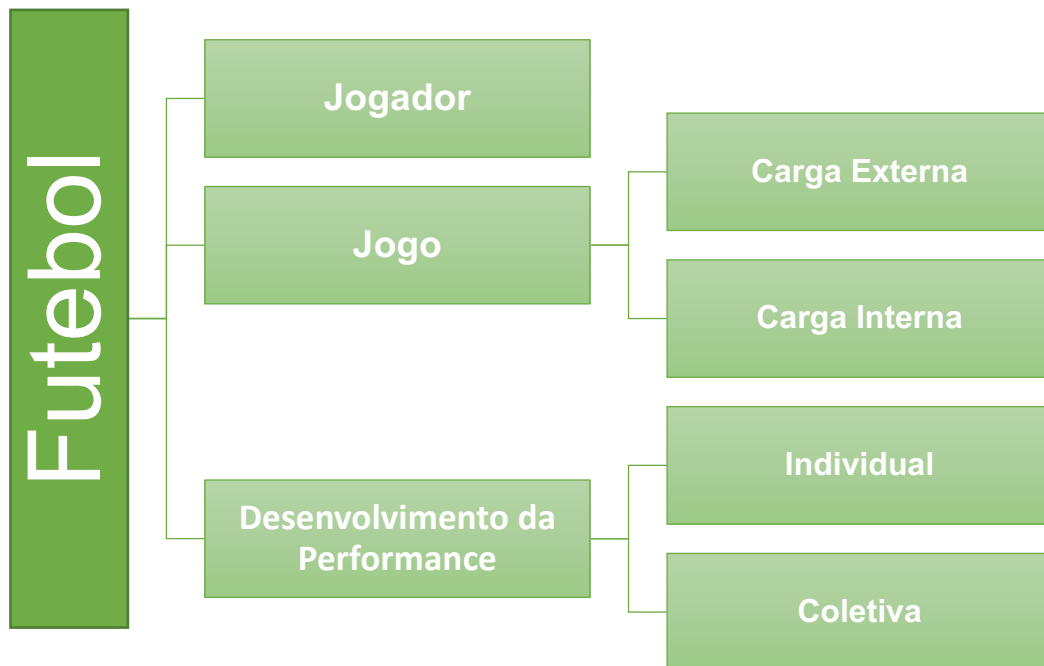 Futebol
Jogador
Jogo
Carga Externa
Carga Interna
Desenvolvimento da
Performance
Individual
Coletiva